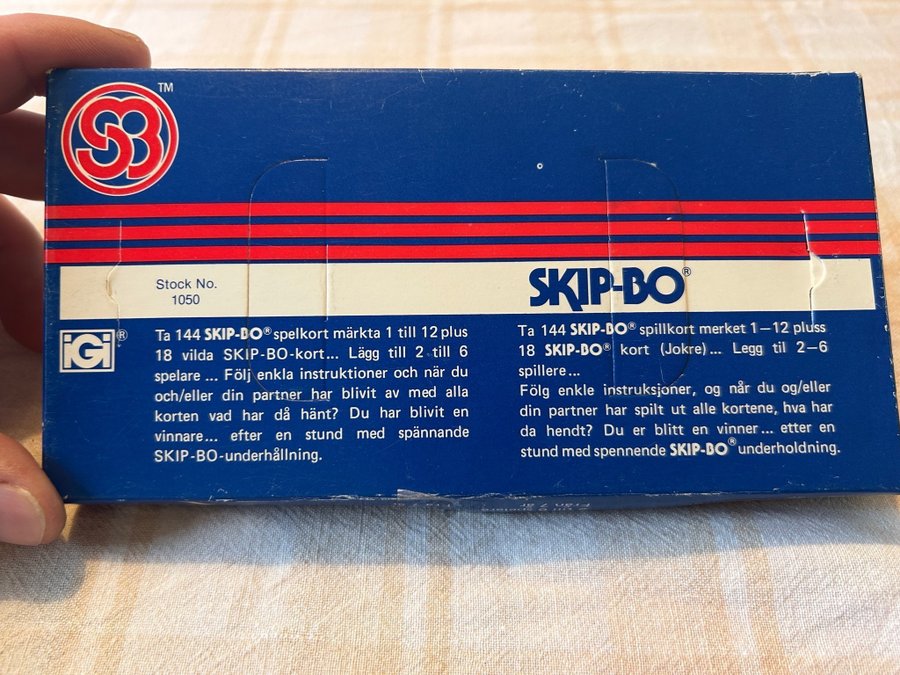 SB™
Stock No.
1050
SKIP-BO®
iGi®
Ta 144 SKIP-BO® spelkort märkta 1 till 12 plus
18 vilda SKIP-BO-kort... Lägg till 2 till 6
spelare ... Följ enkla instruktioner och när du
och/eller din partner har blivit av med alla
korten vad har då hänt? Du har blivit en
vinnare... efter en stund med spännande
SKIP-BO-underhållning.
Ta 144 SKIP-BO® spillkort merket 1–12 pluss
18 SKIP-BO® kort (Jokre)... Legg til 2–6
spillere...
Fölg enkle instruksjoner, og når du og/eller
din partner har spilt ut alle kortene, hva har
da hendt? Du er blitt en vinner... etter en
stund med spennende SKIP-BO® underholdning.